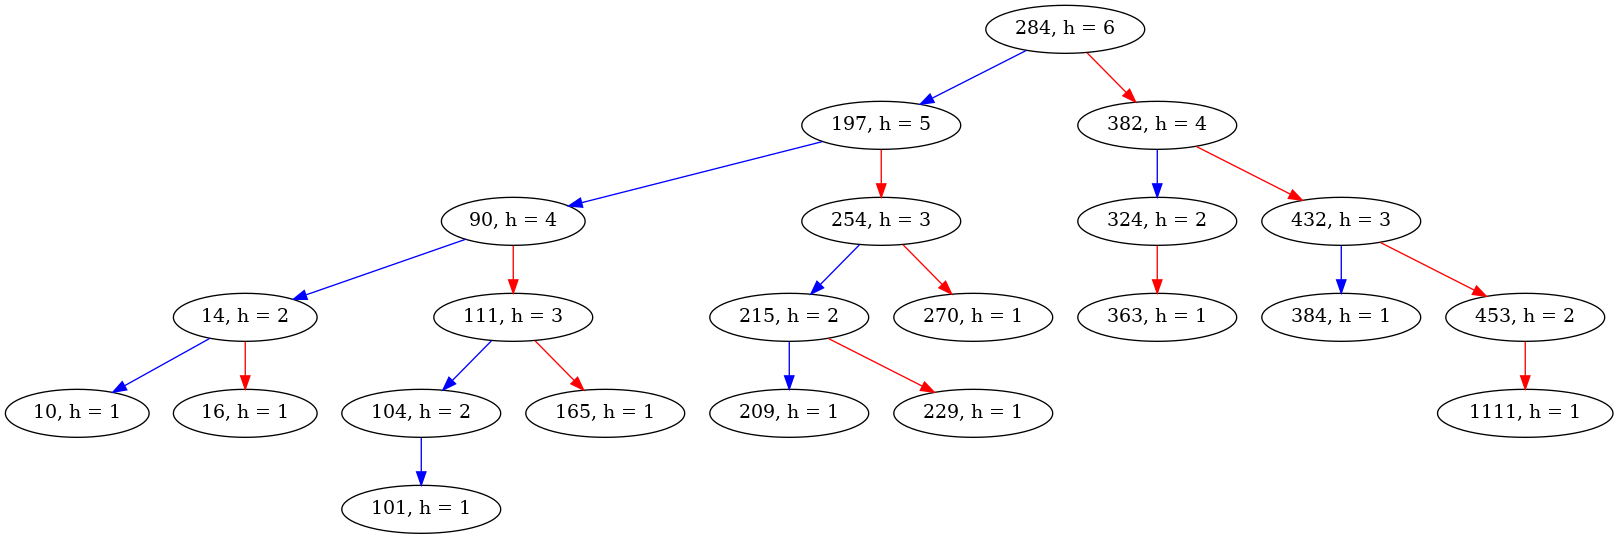 284, h = 6
197, h = 5
382, h = 4
90, h = 4
254, h = 3
324, h = 2
432, h = 3
14, h = 2
111, h = 3
215, h = 2
270, h = 1
363, h = 1
384, h = 1
453, h = 2
10, h = 1
16, h = 1
104, h = 2
165, h = 1
209, h = 1
229, h = 1
1111, h = 1
101, h = 1